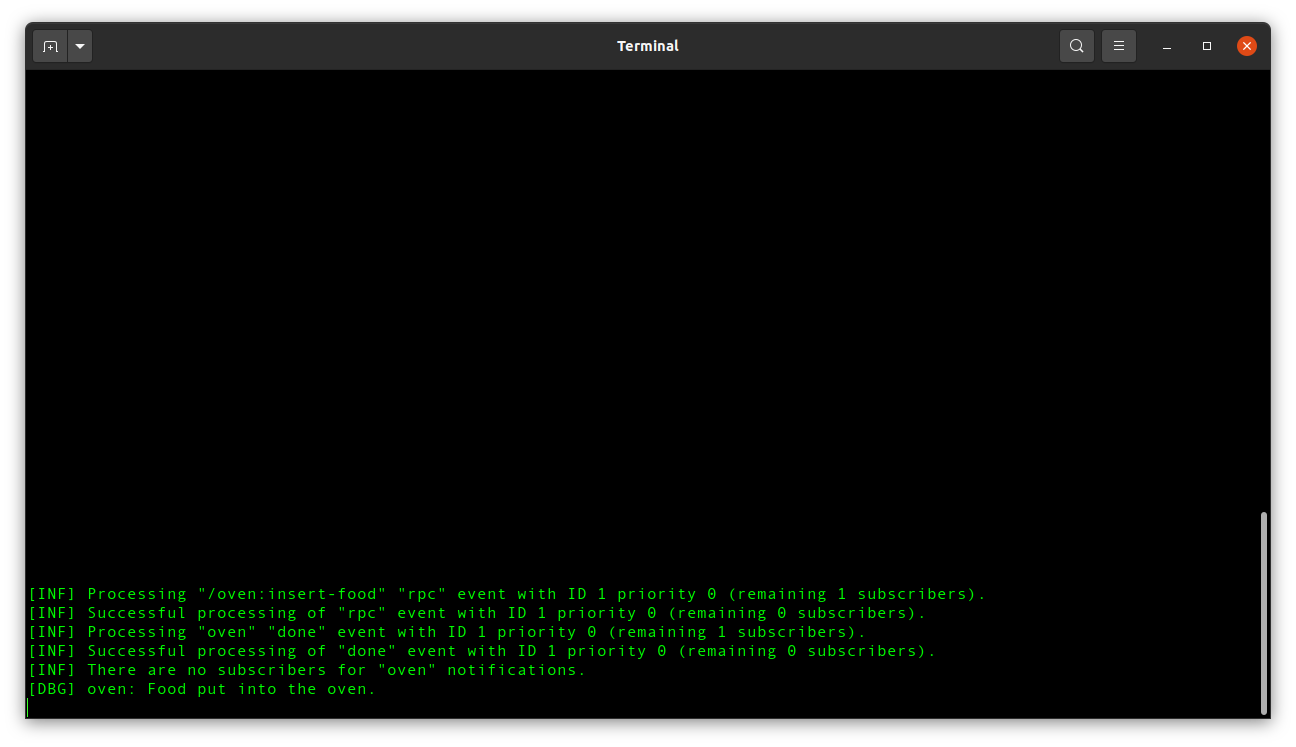 Terminal
[INF] Processing "/oven:insert-food" "rpc" event with ID 1 priority 0 (remaining 1 subscribers).
[INF] Successful processing of "rpc" event with ID 1 priority 0 (remaining 0 subscribers).
[INF] Processing "oven" "done" event with ID 1 priority 0 (remaining 1 subscribers).
[INF] Successful processing of "done" event with ID 1 priority 0 (remaining 0 subscribers).
[INF] There are no subscribers for "oven" notifications.
[DBG] oven: Food put into the oven.